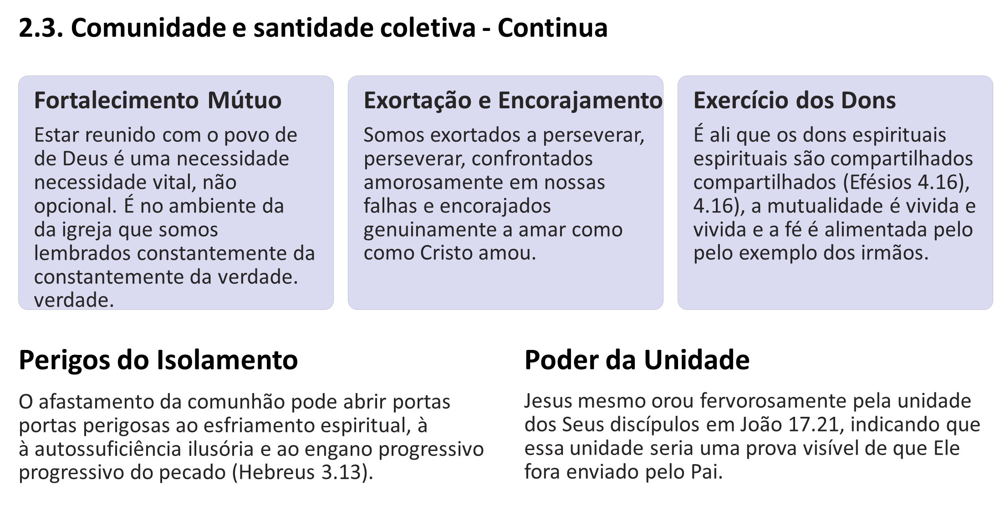 2.3. Comunidade e santidade coletiva - Continua
Fortalecimento Mútuo
Estar reunido com o povo de
de Deus é uma necessidade
necessidade vital, não
opcional. É no ambiente da
da igreja que somos
lembrados constantemente da
constantemente da verdade.
verdade.
Exortação e Encorajamento
Somos exortados a perseverar,
perseverar, confrontados
amorosamente em nossas
falhas e encorajados
genuinamente a amar como
como Cristo amou.
Exercício dos Dons
É ali que os dons espirituais
espirituais são compartilhados
compartilhados (Efésios 4.16),
4.16), a mutualidade é vivida e
vivida e a fé é alimentada pelo
pelo exemplo dos irmãos.
Perigos do Isolamento
O afastamento da comunhão pode abrir portas
portas perigosas ao esfriamento espiritual, à
à autossuficiência ilusória e ao engano progressivo
progressivo do pecado (Hebreus 3.13).
Poder da Unidade
Jesus mesmo orou fervorosamente pela unidade
dos Seus discípulos em João 17.21, indicando que
essa unidade seria uma prova visível de que Ele
fora enviado pelo Pai.